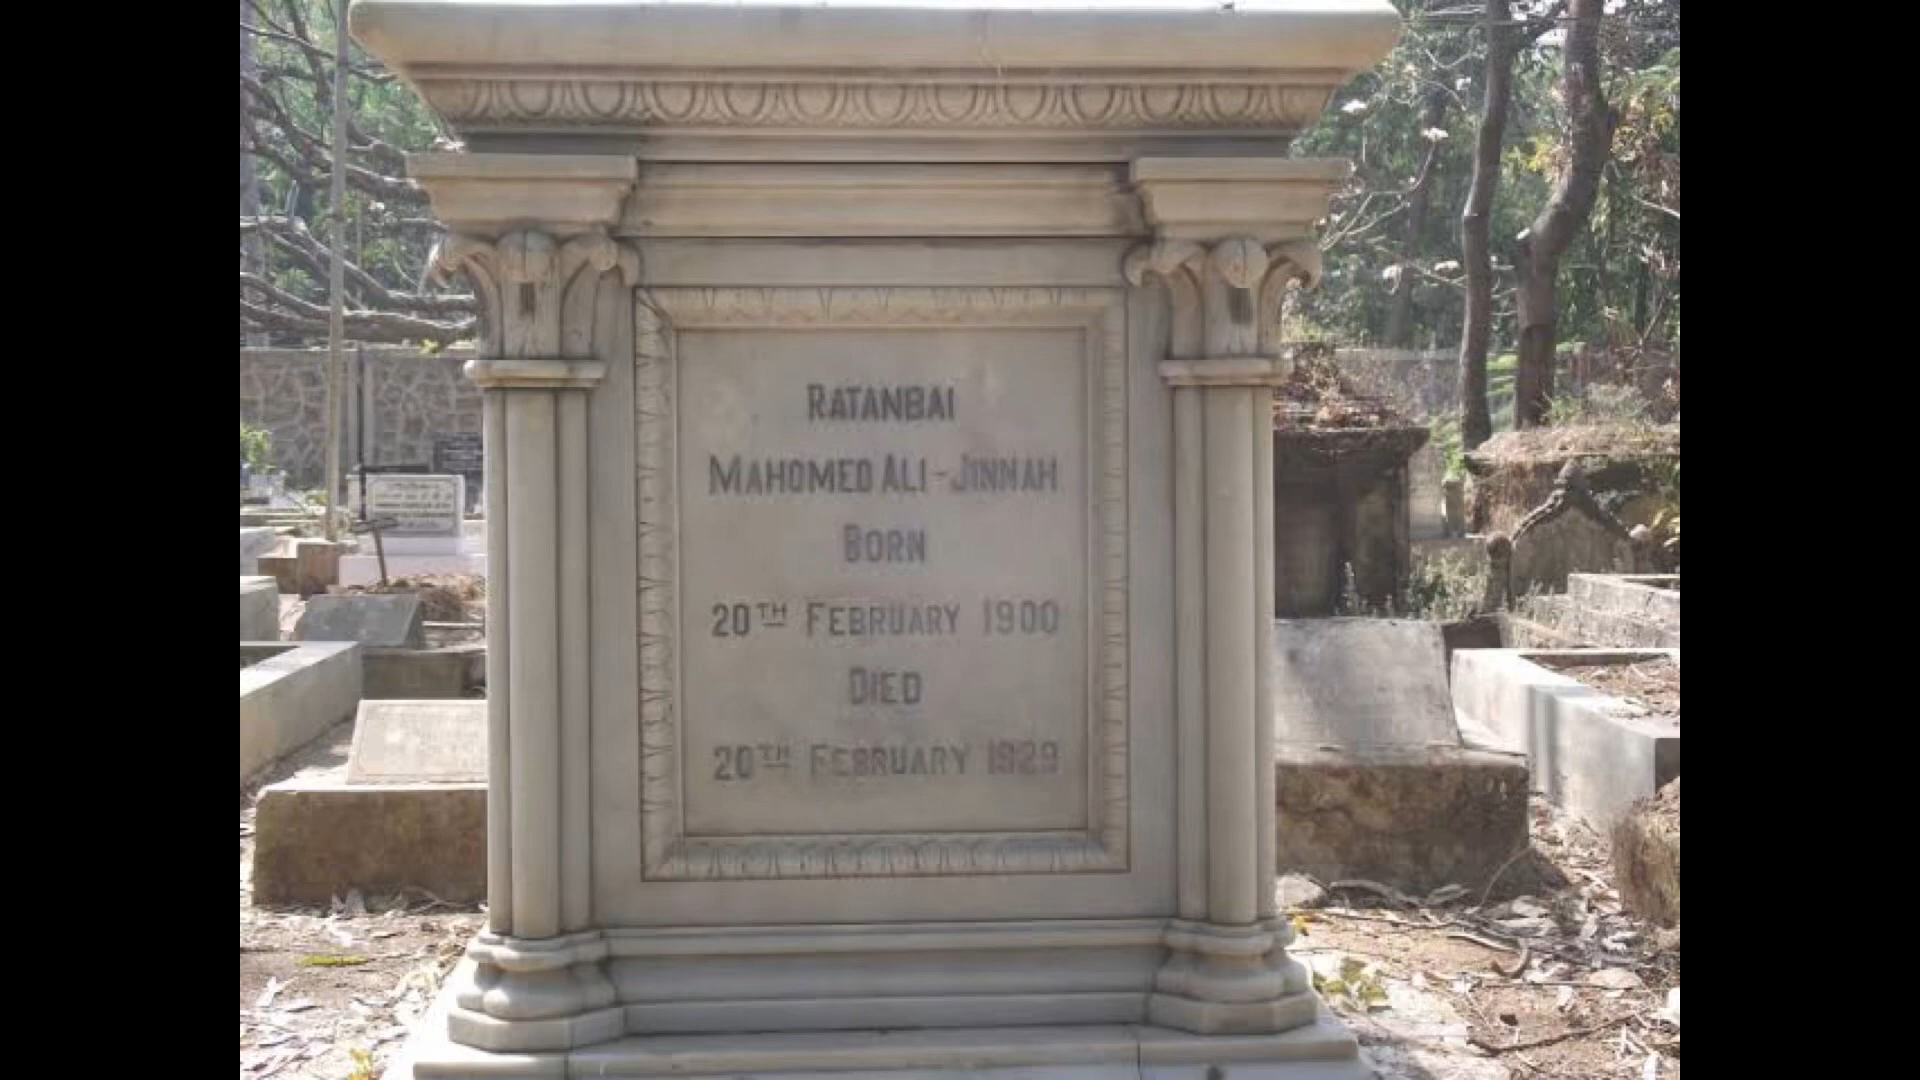 RATANBAI
MAHOMED ALI-JINNAH
BORN
20TH FEBRUARY 1900
DIED
20TH FEBRUARY 1929